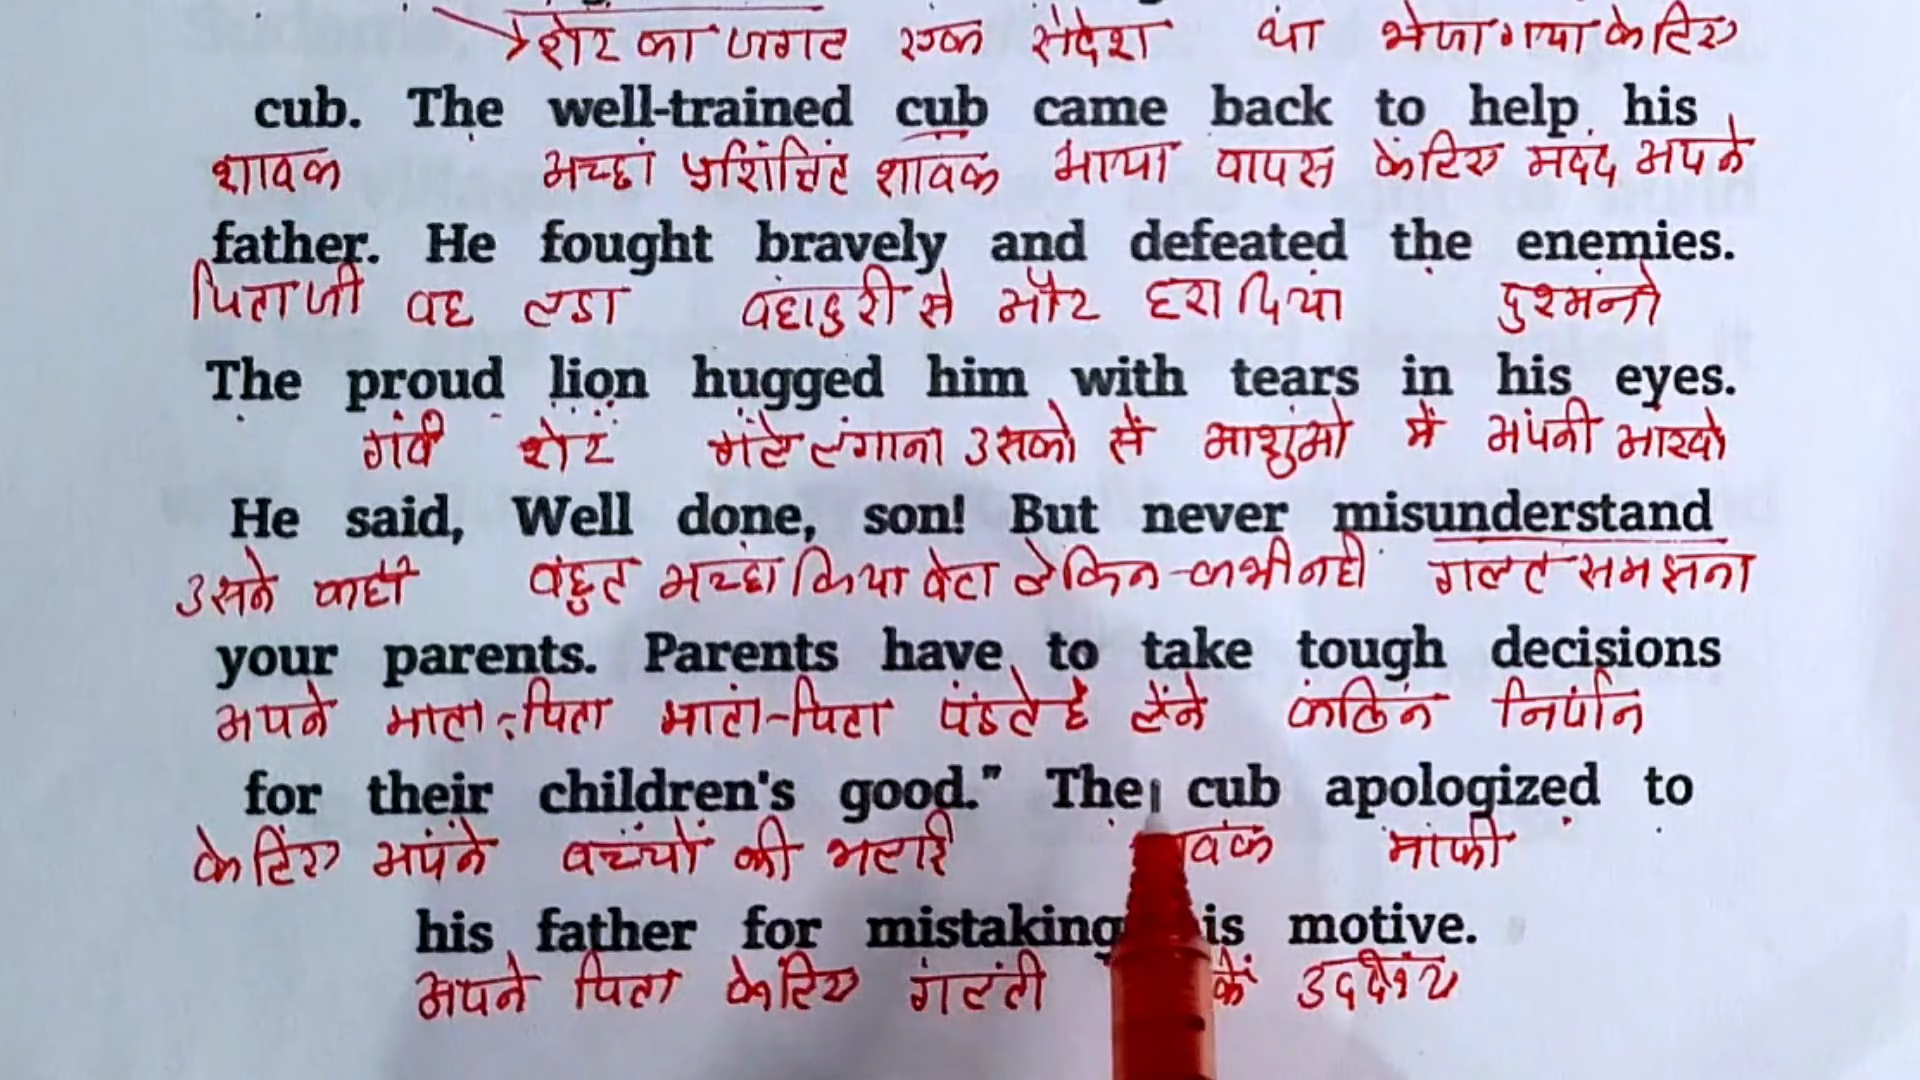 शेर का जगट एक संदेश था भेजा गया के लिए
cub. The well-trained cub came back to help his
शावक अच्छा प्रशिंचित शावक आया वापस के लिए मदद अपने
father. He fought bravely and defeated the enemies.
पिताजी वह लडा बहादुरी से और हरा दिया दुश्मनो
The proud lion hugged him with tears in his eyes.
गर्व शेर गले लगाना उसको से आशुओ में अपनी आंखो
He said, Well done, son! But never misunderstand
उसने कही बहुत अच्छा किया बेटा लेकिन कभी नही गलत समझना
your parents. Parents have to take tough decisions
अपने माता-पिता माता-पिता पडते है लेने कठिन
for their children's good." The cub apologized to
के लिए अपने बच्चों की भलाई वक मांफी
his father for mistaking is motive.
अपने पिता के लिए गलती के उददेश्य